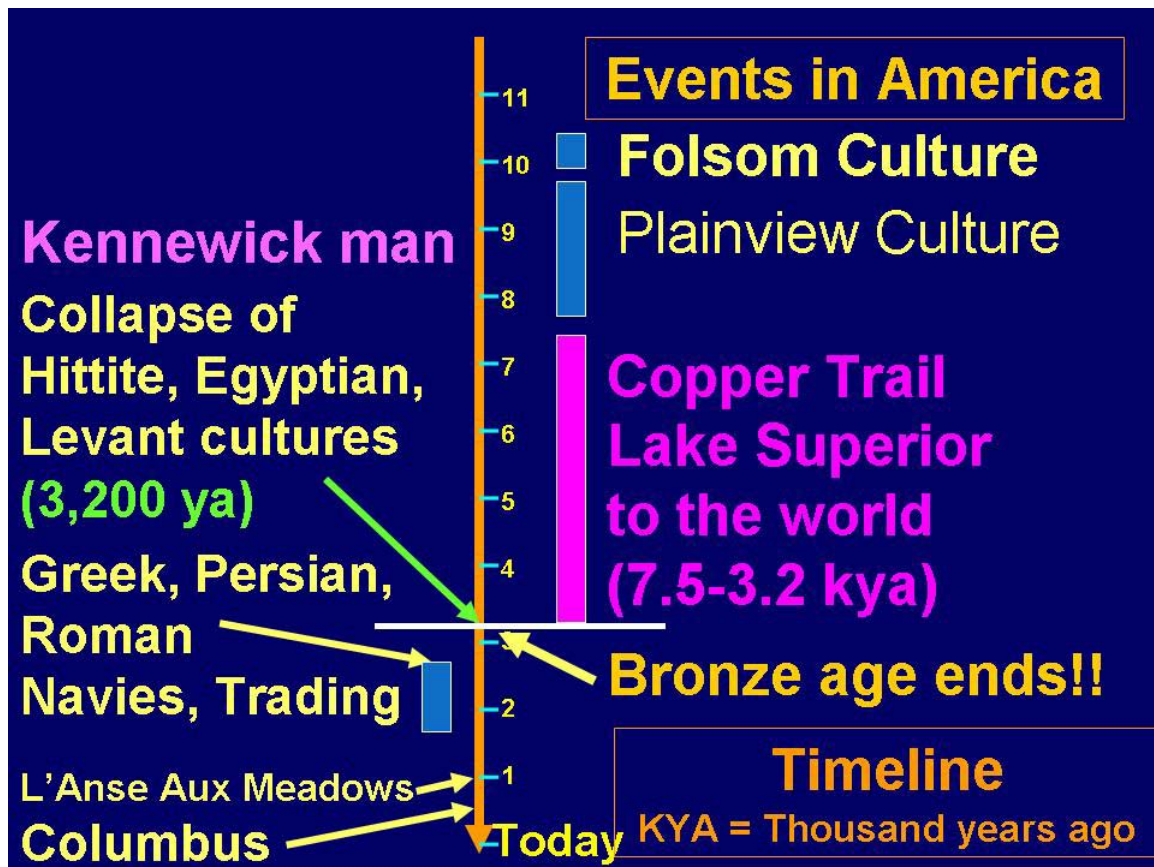 Events in America
11
Folsom Culture
10
Plainview Culture
9
Kennewick man
8
Collapse of
Hittite, Egyptian,
Levant cultures
(3,200 ya)
7
Copper Trail
Lake Superior
to the world
(7.5-3.2 kya)
6
5
4
Greek, Persian,
Roman
Navies, Trading
3
Bronze age ends!!
2
L'Anse Aux Meadows
1
Columbus
Today
Timeline
KYA = Thousand years ago